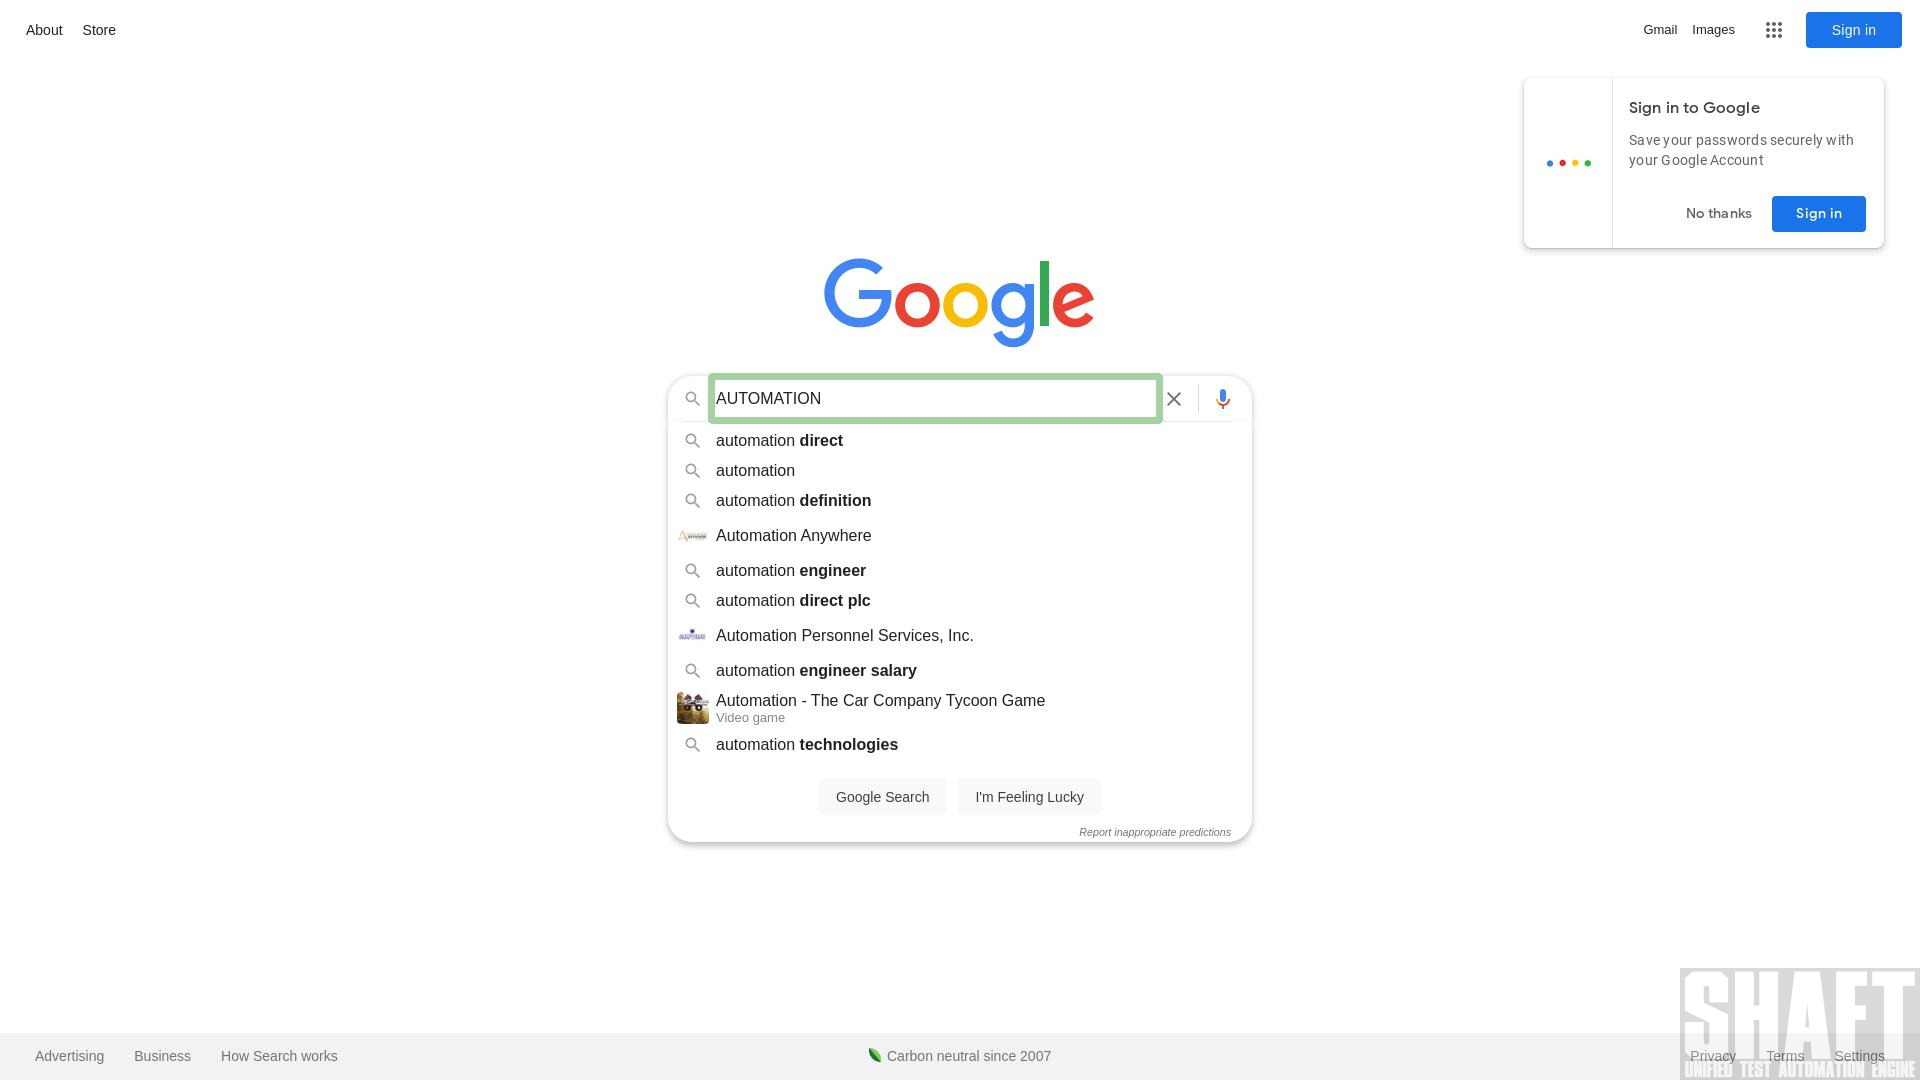 About Store
Gmail Images Sign in
Sign in to Google
Save your passwords securely with
your Google Account
No thanks Sign in
Google
AUTOMATION
automation direct
automation
automation definition
Automation Anywhere
automation engineer
automation direct plc
Automation Personnel Services, Inc.
automation engineer salary
Automation - The Car Company Tycoon Game
Video game
automation technologies
Google Search I'm Feeling Lucky
Report inappropriate predictions
SHAFT
UNIFIED TEST AUTOMATION ENGINE
Advertising Business How Search works Carbon neutral since 2007 Privacy Terms Settings